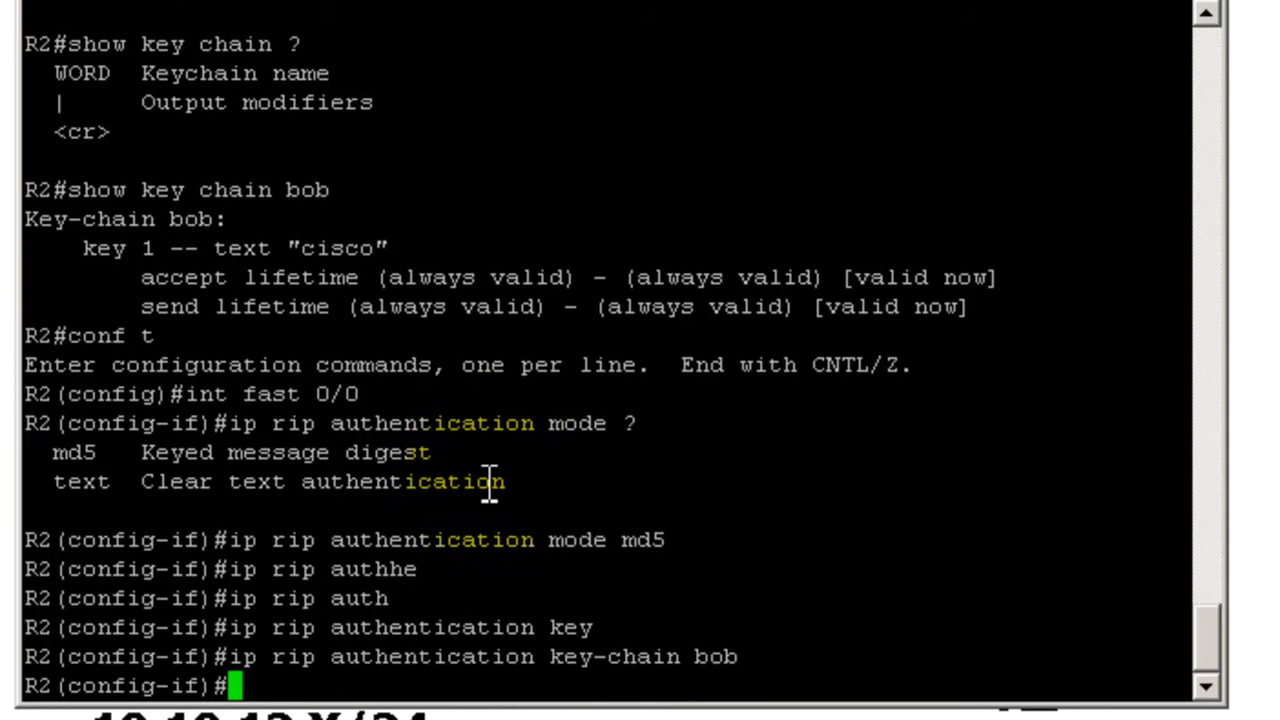 R2#show key chain ?
WORD Keychain name
| Output modifiers
<cr>
R2#show key chain bob
Key-chain bob:
key 1 -- text "cisco"
accept lifetime (always valid) - (always valid) [valid now]
send lifetime (always valid) - (always valid) [valid now]
R2#conf t
Enter configuration commands, one per line. End with CNTL/Z.
R2(config)#int fast 0/0
R2(config-if)#ip rip authentication mode ?
md5 Keyed message digest
text Clear text authentication
R2(config-if)#ip rip authentication mode md5
R2(config-if)#ip rip authhe
R2(config-if)#ip rip auth
R2(config-if)#ip rip authentication key
R2(config-if)#ip rip authentication key-chain bob
R2(config-if)#